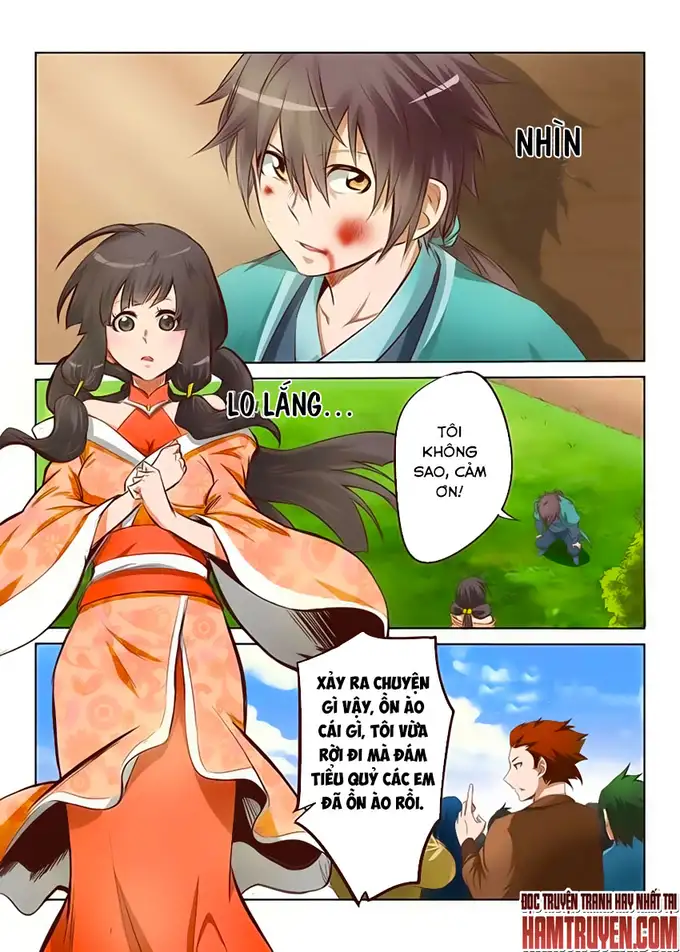 NHÌN
LO LẮNG...
TÔI
KHÔNG
SAO, CẢM
ƠN!
XẢY RA CHUYỆN
GÌ VẬY, ỒN ÀO
CÁI GÌ, TÔI VỪA
RỜI ĐI MÀ ĐÁM
TIỂU QUỶ CÁC EM
ĐÃ ỒN ÀO RỒI.
ĐỌC TRUYỆN TRANH HAY NHẤT TẠI
HAMTRUYEN.COM